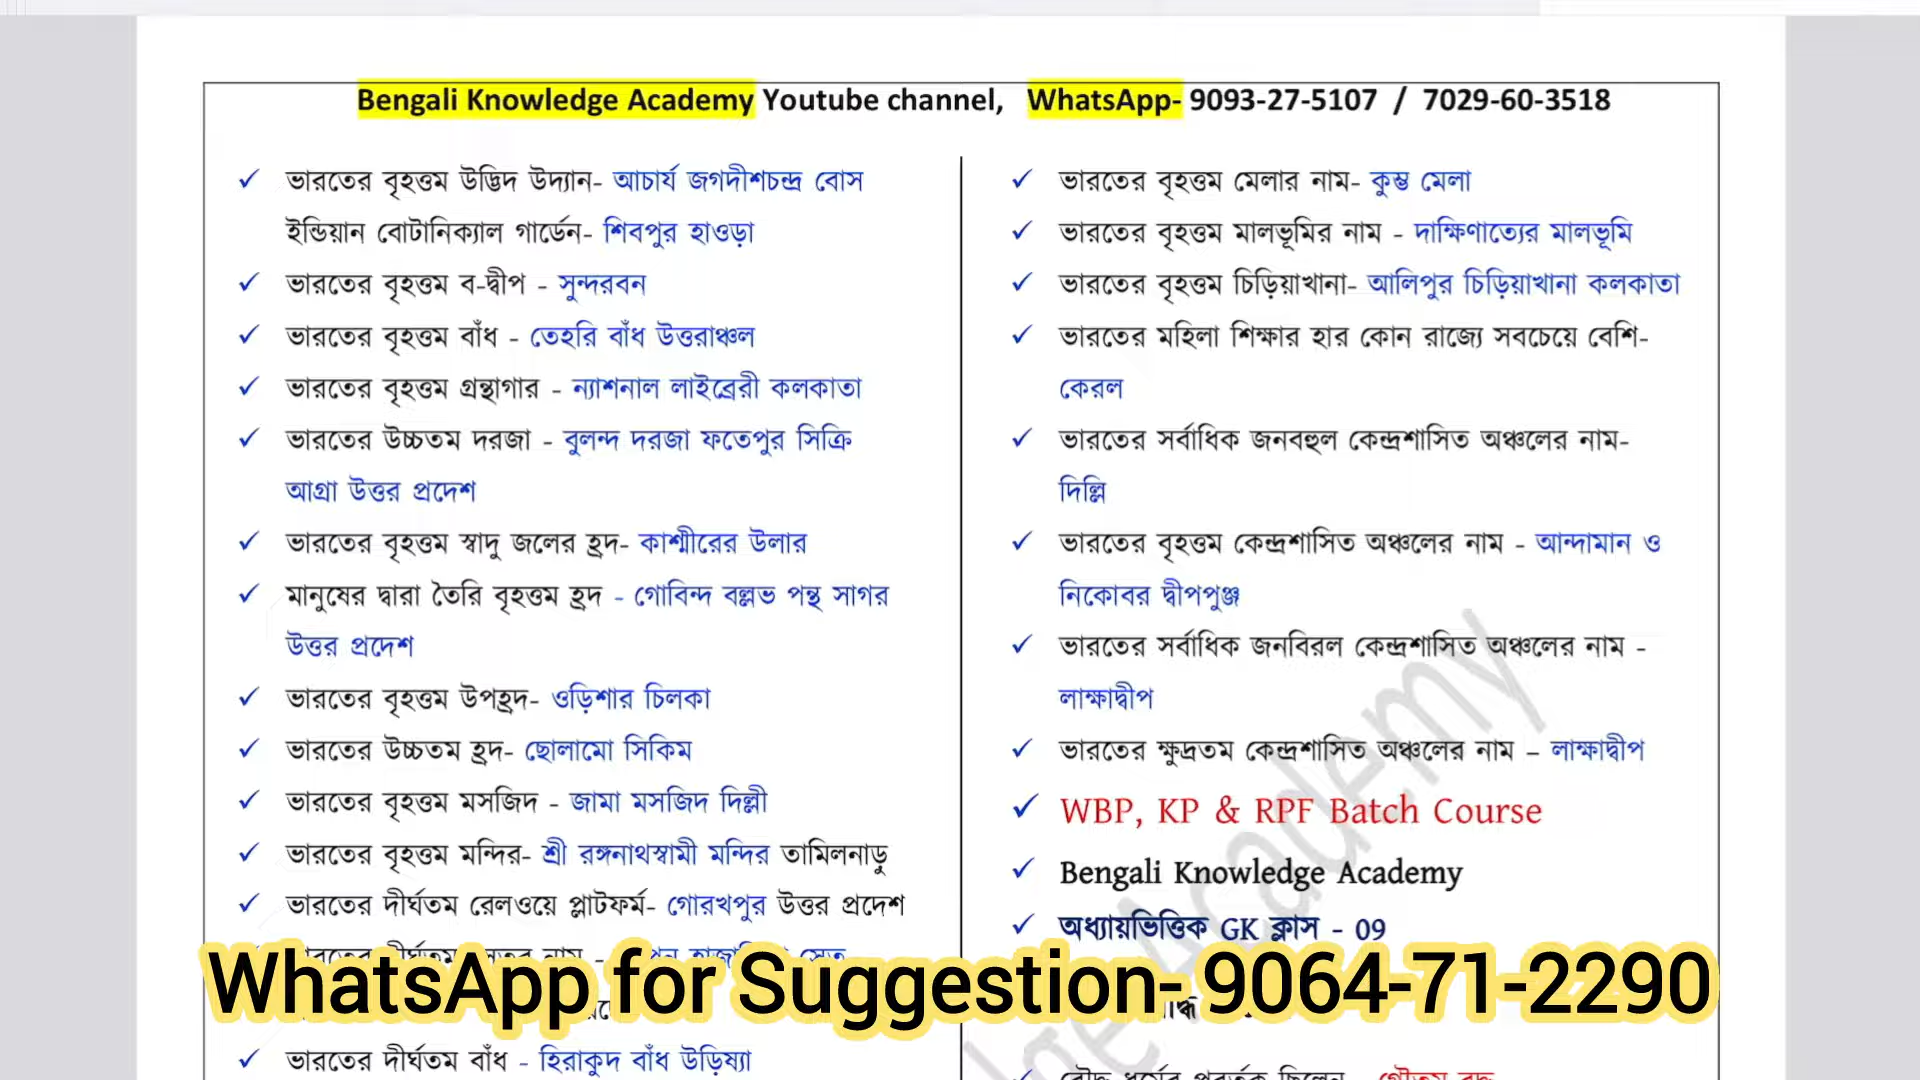 Bengali Knowledge Academy Youtube channel, WhatsApp- 9093-27-5107 / 7029-60-3518
✓ ভারতের বৃহত্তম উদ্ভিদ উদ্যান- আচার্য জগদীশচন্দ্র বোস
ইন্ডিয়ান বোটানিক্যাল গার্ডেন- শিবপুর হাওড়া
✓ ভারতের বৃহত্তম ব-দ্বীপ - সুন্দরবন
✓ ভারতের বৃহত্তম বাঁধ - তেহরি বাঁধ উত্তরাঞ্চল
✓ ভারতের বৃহত্তম গ্রন্থাগার - ন্যাশনাল লাইব্রেরী কলকাতা
✓ ভারতের উচ্চতম দরজা - বুলন্দ দরজা ফতেপুর সিক্রি
আগ্রা উত্তর প্রদেশ
✓ ভারতের বৃহত্তম স্বাদু জলের হ্রদ- কাশ্মীরের উলার
✓ মানুষের দ্বারা তৈরি বৃহত্তম হ্রদ - গোবিন্দ বল্লভ পন্থ সাগর
উত্তর প্রদেশ
✓ ভারতের বৃহত্তম উপহ্রদ- ওড়িশার চিলকা
✓ ভারতের উচ্চতম হ্রদ- ছোলামো সিকিম
✓ ভারতের বৃহত্তম মসজিদ - জামা মসজিদ দিল্লী
✓ ভারতের বৃহত্তম মন্দির- শ্রী রঙ্গনাথস্বামী মন্দির তামিলনাড়ু
✓ ভারতের দীর্ঘতম রেলওয়ে প্লাটফর্ম- গোরখপুর উত্তর প্রদেশ
✓ ভারতের দীর্ঘতম বাঁধ - হিরাকুদ বাঁধ উড়িষ্যা
✓ ভারতের বৃহত্তম মেলার নাম- কুম্ভ মেলা
✓ ভারতের বৃহত্তম মালভূমির নাম - দাক্ষিণাত্যের মালভূমি
✓ ভারতের বৃহত্তম চিড়িয়াখানা- আলিপুর চিড়িয়াখানা কলকাতা
✓ ভারতের মহিলা শিক্ষার হার কোন রাজ্যে সবচেয়ে বেশি-
কেরল
✓ ভারতের সর্বাধিক জনবহুল কেন্দ্রশাসিত অঞ্চলের নাম-
দিল্লি
✓ ভারতের বৃহত্তম কেন্দ্রশাসিত অঞ্চলের নাম - আন্দামান ও
নিকোবর দ্বীপপুঞ্জ
✓ ভারতের সর্বাধিক জনবিরল কেন্দ্রশাসিত অঞ্চলের নাম -
লাক্ষাদ্বীপ
✓ ভারতের ক্ষুদ্রতম কেন্দ্রশাসিত অঞ্চলের নাম – লাক্ষাদ্বীপ
✓ WBP, KP & RPF Batch Course
✓ Bengali Knowledge Academy
✓ অধ্যায়ভিত্তিক GK ক্লাস - 09
WhatsApp for Suggestion- 9064-71-2290